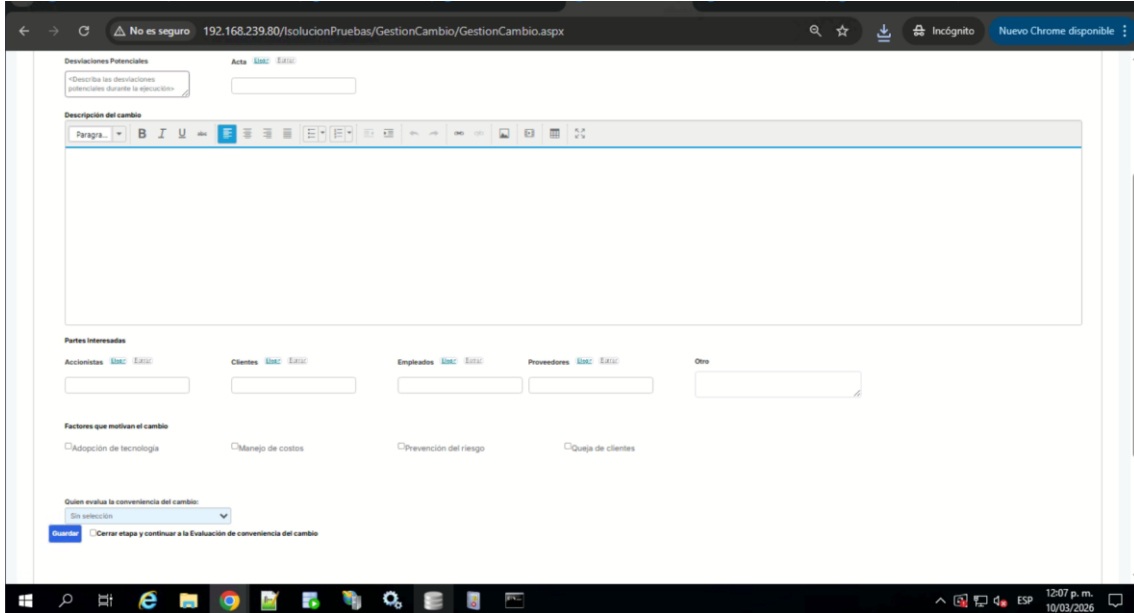 No es seguro 192.168.239.80/IsolucionPruebas/GestionCambio/GestionCambio.aspx Incógnito Nuevo Chrome disponible
Desviaciones Potenciales Acta
<Describa las desviaciones
potenciales durante la ejecución>
Descripción del cambio
Paragra... B I U abc
Partes Interesadas
Accionistas Clientes Empleados Proveedores Otro
Factores que motivan el cambio
Adopción de tecnología Manejo de costos Prevención del riesgo Queja de clientes
Quien evalua la conveniencia del cambio:
Sin selección
Guardar Cerrar etapa y continuar a la Evaluación de conveniencia del cambio
ESP 12:07 p. m.
10/03/2026